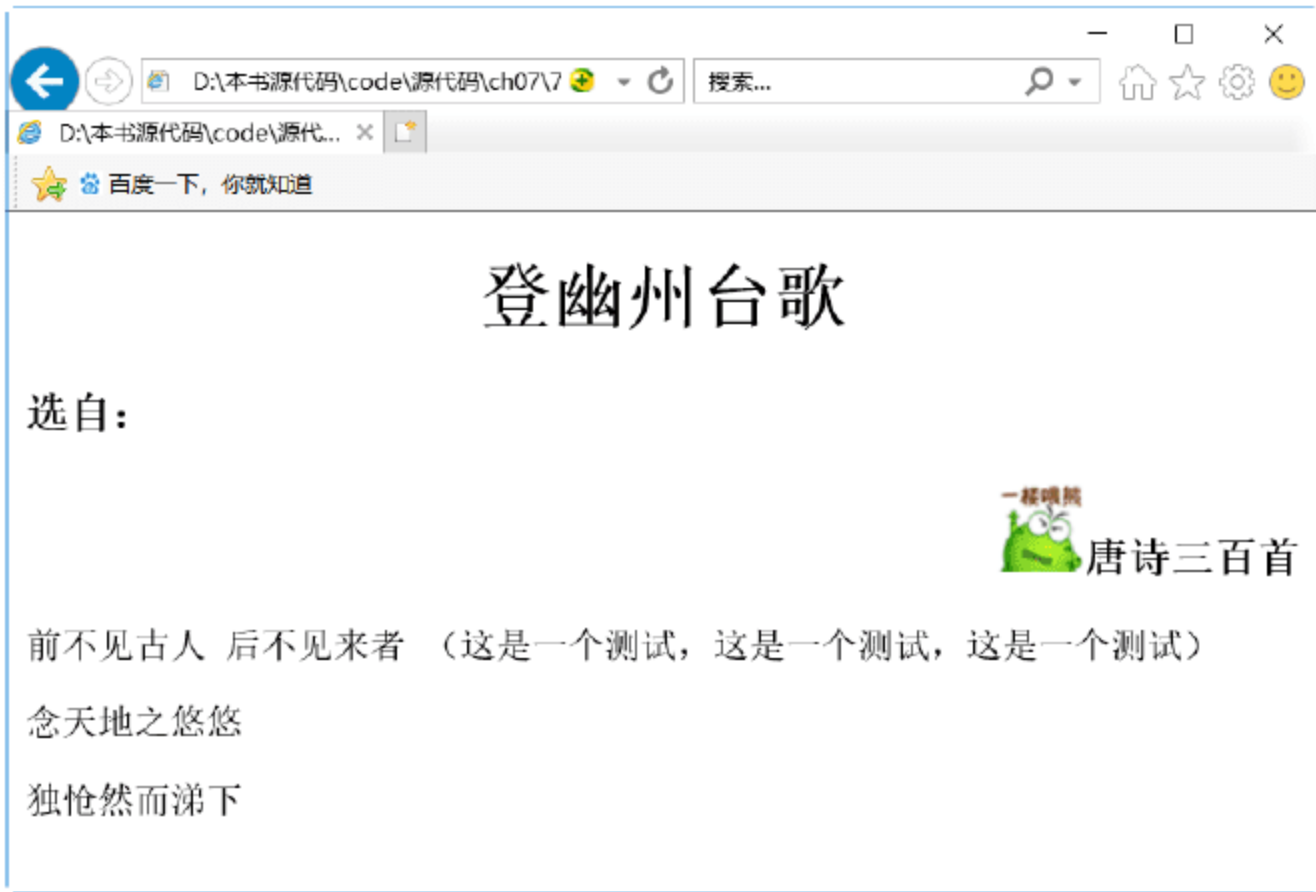 D:\本书源代码\code\源代码\ch07\7
搜索...
D:\本书源代码\code\源代...
百度一下，你就知道
登幽州台歌
选自：
一楼喂熊
唐诗三百首
前不见古人 后不见来者 （这是一个测试，这是一个测试，这是一个测试）
念天地之悠悠
独怆然而涕下